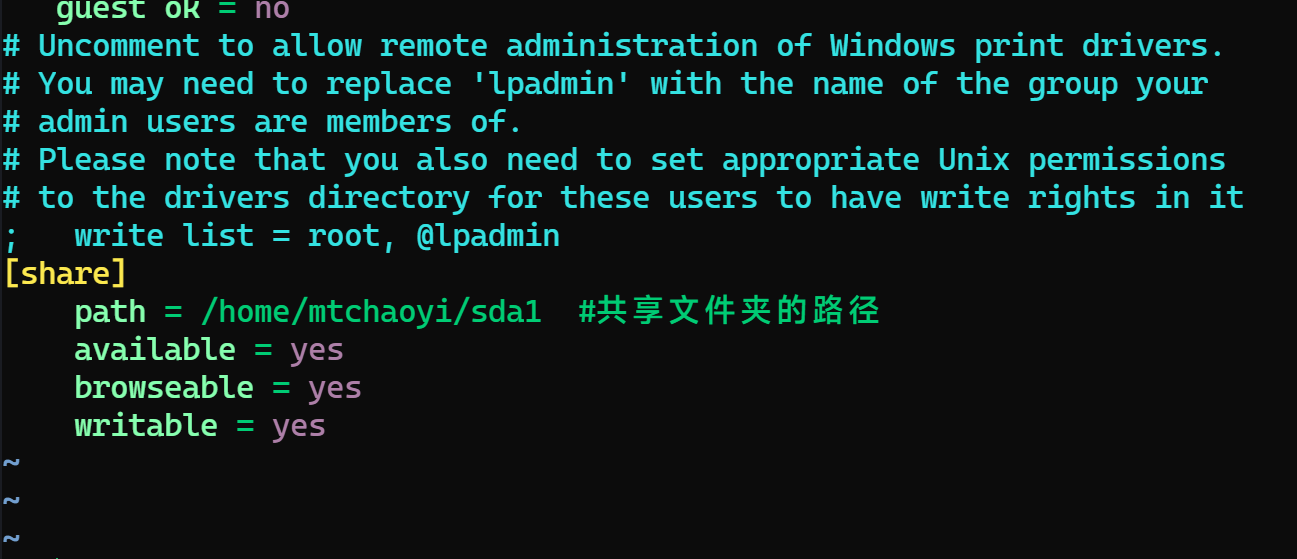 guest ok = no
# Uncomment to allow remote administration of Windows print drivers.
# You may need to replace 'lpadmin' with the name of the group your
# admin users are members of.
# Please note that you also need to set appropriate Unix permissions
# to the drivers directory for these users to have write rights in it
;   write list = root, @lpadmin
[share]
    path = /home/mtchaoyi/sda1  #共享文件夹的路径
    available = yes
    browseable = yes
    writable = yes
~
~
~